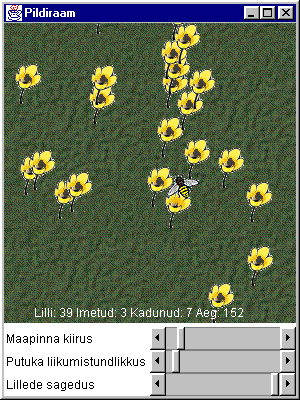 Pildiraam
Lilli: 39 Imetud: 3 Kadunud: 7 Aeg: 152
Maapinna kiirus
Putuka liikumistundlikkus
Lillede sagedus